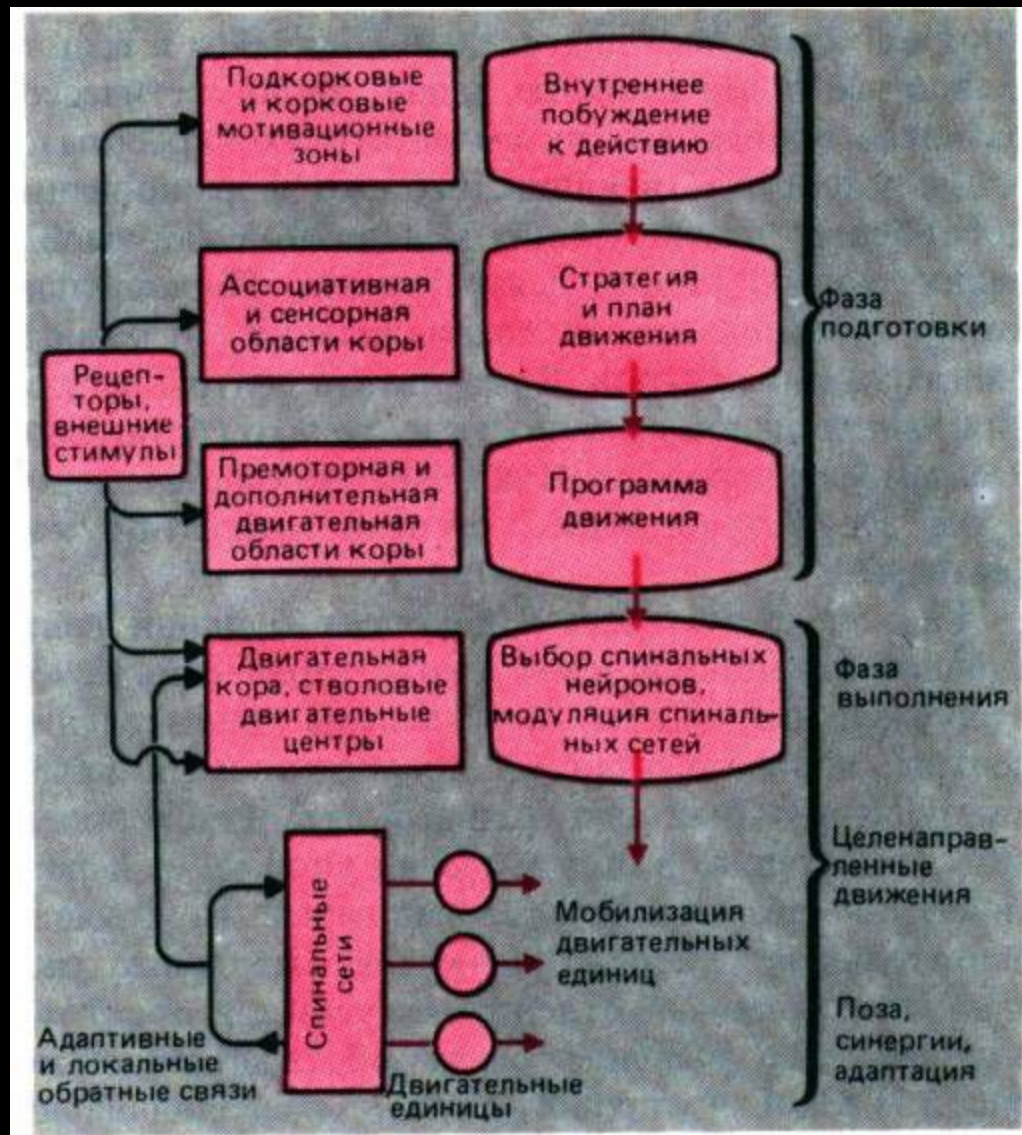 Подкорковые
и корковые
мотивационные
зоны
Внутреннее
побуждение
к действию
Ассоциативная
и сенсорная
области коры
Стратегия
и план
движения
Фаза
подготовки
Рецеп-
торы,
внешние
стимулы
Премоторная и
дополнительная
двигательная
области коры
Программа
движения
Двигательная
кора, стволовые
двигательные
центры
Выбор спинальных
нейронов,
модуляция спиналь-
ных сетей
Фаза
выполнения
Целенаправ-
ленные
движения
Спинальные
сети
Мобилизация
двигательных
единиц
Поза,
синергии,
адаптация
Адаптивные
и локальные
обратные связи
Двигательные
единицы